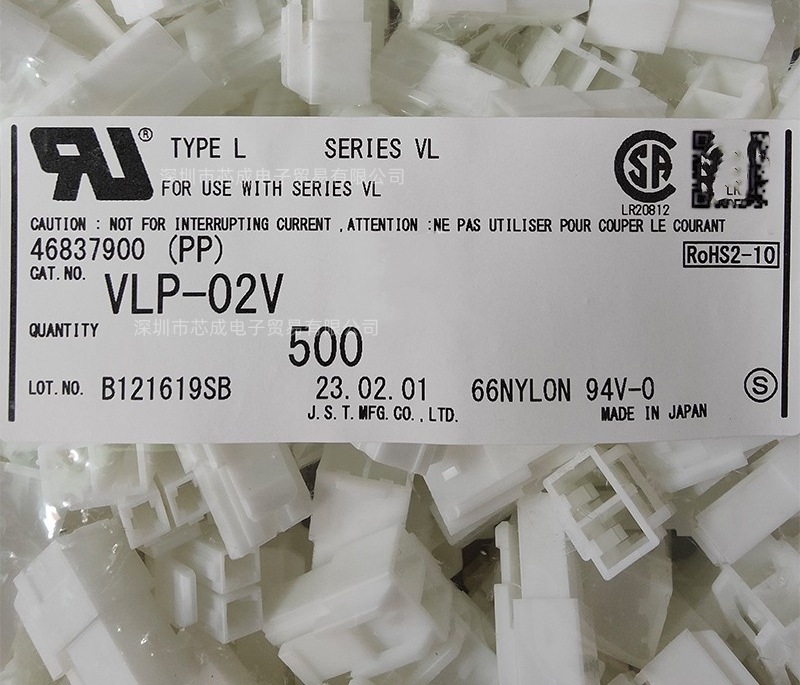 ® TYPE L SERIES VL
深圳市芯成电子贸易有限公司
FOR USE WITH SERIES VL
LR20812
CAUTION : NOT FOR INTERRUPTING CURRENT ,ATTENTION :NE PAS UTILISER POUR COUPER LE COURANT
46837900 (PP) RoHS2-10
CAT.NO. VLP-02V
深圳市芯成电子贸易有限公司
QUANTITY 500
LOT.NO. B121619SB 23.02.01 66NYLON 94V-0 S
J.S.T.MFG.CO.,LTD. MADE IN JAPAN